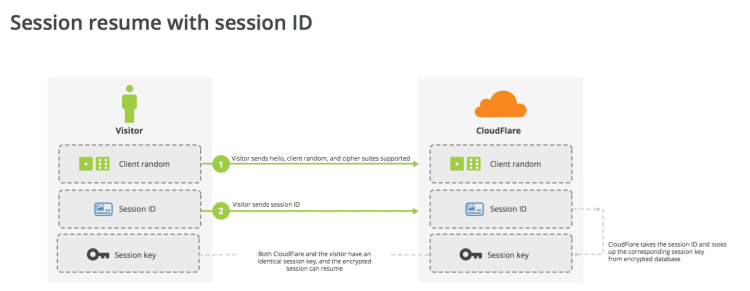 Session resume with session ID
Visitor
CloudFlare
Client random
1
Visitor sends hello, client random, and cipher suites supported
Client random
Session ID
2
Visitor sends session ID
Session ID
Session key
Both CloudFlare and the visitor have an
identical session key, and the encrypted
session can resume
Session key
CloudFlare takes the session ID and looks
up the corresponding session key
from encrypted database